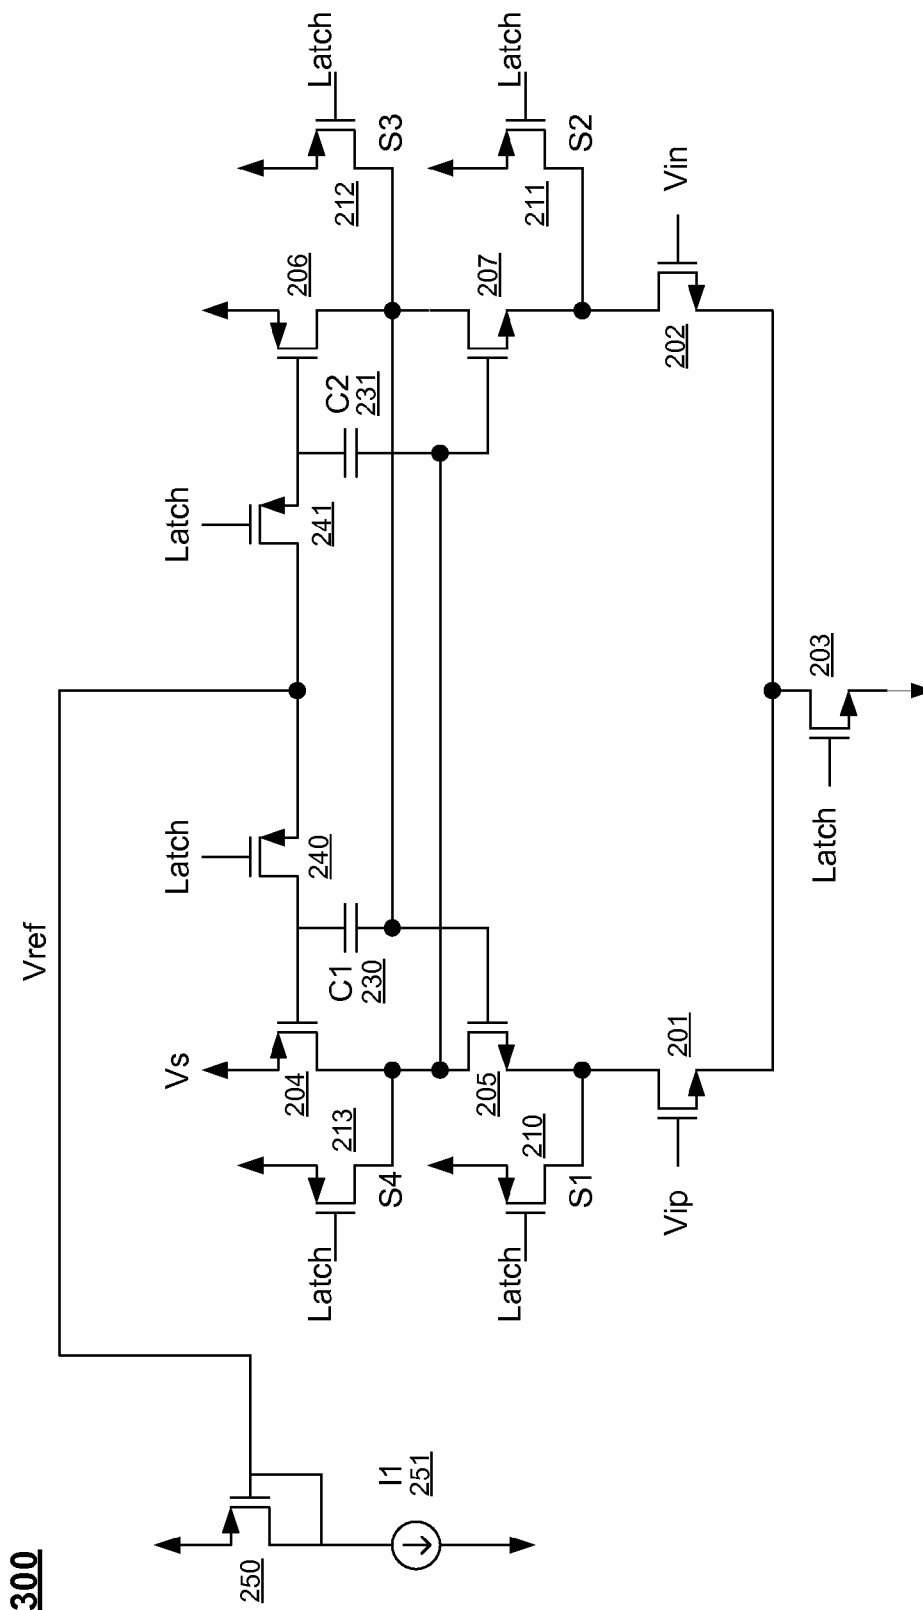 300
Vref
Latch
Latch
Vs
204
C1
230
240
241
C2
231
206
Latch
213
S4
212
S3
Latch
Latch
210
S1
205
207
211
S2
Latch
Vip
201
202
Vin
Latch
203
250
I1
251